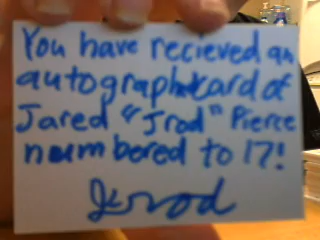 You have recieved an
autograph card of
Jared "Jrod" Pierce
numbered to 17!
Jrod